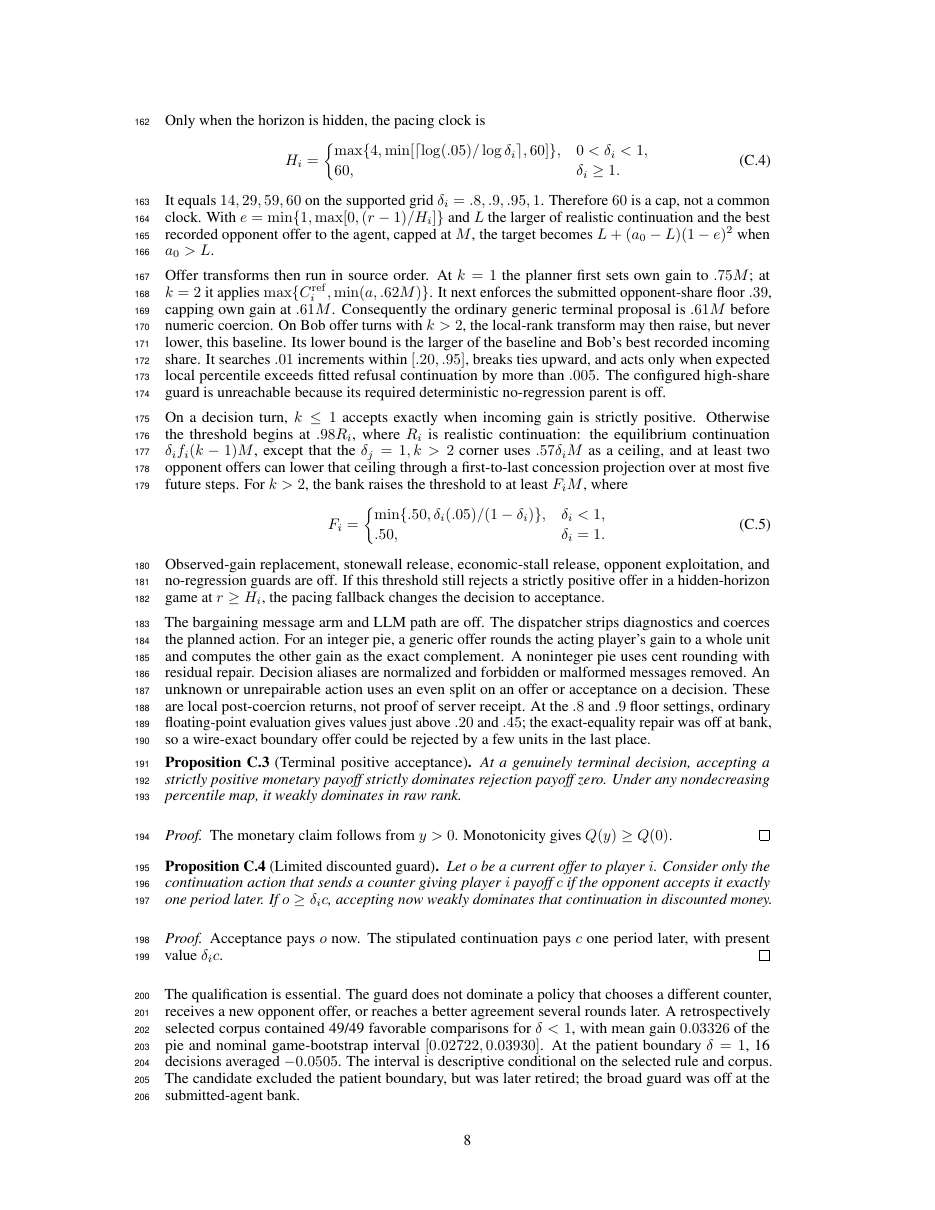 162 Only when the horizon is hidden, the pacing clock is
H_i = { max{4, min[⌈log(.05)/ log δ_i⌉, 60]}, 0 < δ_i < 1,
60, δ_i ≥ 1. (C.4)
163 It equals 14, 29, 59, 60 on the supported grid δ_i = .8, .9, .95, 1. Therefore 60 is a cap, not a common
164 clock. With e = min{1, max[0, (r − 1)/H_i]} and L the larger of realistic continuation and the best
165 recorded opponent offer to the agent, capped at M, the target becomes L + (a_0 − L)(1 − e)^2 when
166 a_0 > L.
167 Offer transforms then run in source order. At k = 1 the planner first sets own gain to .75M; at
168 k = 2 it applies max{C_i^ref, min(a, .62M)}. It next enforces the submitted opponent-share floor .39,
169 capping own gain at .61M. Consequently the ordinary generic terminal proposal is .61M before
170 numeric coercion. On Bob offer turns with k > 2, the local-rank transform may then raise, but never
171 lower, this baseline. Its lower bound is the larger of the baseline and Bob's best recorded incoming
172 share. It searches .01 increments within [.20, .95], breaks ties upward, and acts only when expected
173 local percentile exceeds fitted refusal continuation by more than .005. The configured high-share
174 guard is unreachable because its required deterministic no-regression parent is off.
175 On a decision turn, k ≤ 1 accepts exactly when incoming gain is strictly positive. Otherwise
176 the threshold begins at .98R_i, where R_i is realistic continuation: the equilibrium continuation
177 δ_i f_i(k − 1)M, except that the δ_j = 1, k > 2 corner uses .57δ_i M as a ceiling, and at least two
178 opponent offers can lower that ceiling through a first-to-last concession projection over at most five
179 future steps. For k > 2, the bank raises the threshold to at least F_i M, where
F_i = { min{.50, δ_i(.05)/(1 − δ_i)}, δ_i < 1,
.50, δ_i = 1. (C.5)
180 Observed-gain replacement, stonewall release, economic-stall release, opponent exploitation, and
181 no-regression guards are off. If this threshold still rejects a strictly positive offer in a hidden-horizon
182 game at r ≥ H_i, the pacing fallback changes the decision to acceptance.
183 The bargaining message arm and LLM path are off. The dispatcher strips diagnostics and coerces
184 the planned action. For an integer pie, a generic offer rounds the acting player's gain to a whole unit
185 and computes the other gain as the exact complement. A noninteger pie uses cent rounding with
186 residual repair. Decision aliases are normalized and forbidden or malformed messages removed. An
187 unknown or unrepairable action uses an even split on an offer or acceptance on a decision. These
188 are local post-coercion returns, not proof of server receipt. At the .8 and .9 floor settings, ordinary
189 floating-point evaluation gives values just above .20 and .45; the exact-equality repair was off at bank,
190 so a wire-exact boundary offer could be rejected by a few units in the last place.
191 Proposition C.3 (Terminal positive acceptance). At a genuinely terminal decision, accepting a
192 strictly positive monetary payoff strictly dominates rejection payoff zero. Under any nondecreasing
193 percentile map, it weakly dominates in raw rank.
194 Proof. The monetary claim follows from y > 0. Monotonicity gives Q(y) ≥ Q(0). □
195 Proposition C.4 (Limited discounted guard). Let o be a current offer to player i. Consider only the
196 continuation action that sends a counter giving player i payoff c if the opponent accepts it exactly
197 one period later. If o ≥ δ_i c, accepting now weakly dominates that continuation in discounted money.
198 Proof. Acceptance pays o now. The stipulated continuation pays c one period later, with present
199 value δ_i c. □
200 The qualification is essential. The guard does not dominate a policy that chooses a different counter,
201 receives a new opponent offer, or reaches a better agreement several rounds later. A retrospectively
202 selected corpus contained 49/49 favorable comparisons for δ < 1, with mean gain 0.03326 of the
203 pie and nominal game-bootstrap interval [0.02722, 0.03930]. At the patient boundary δ = 1, 16
204 decisions averaged −0.0505. The interval is descriptive conditional on the selected rule and corpus.
205 The candidate excluded the patient boundary, but was later retired; the broad guard was off at the
206 submitted-agent bank.
8